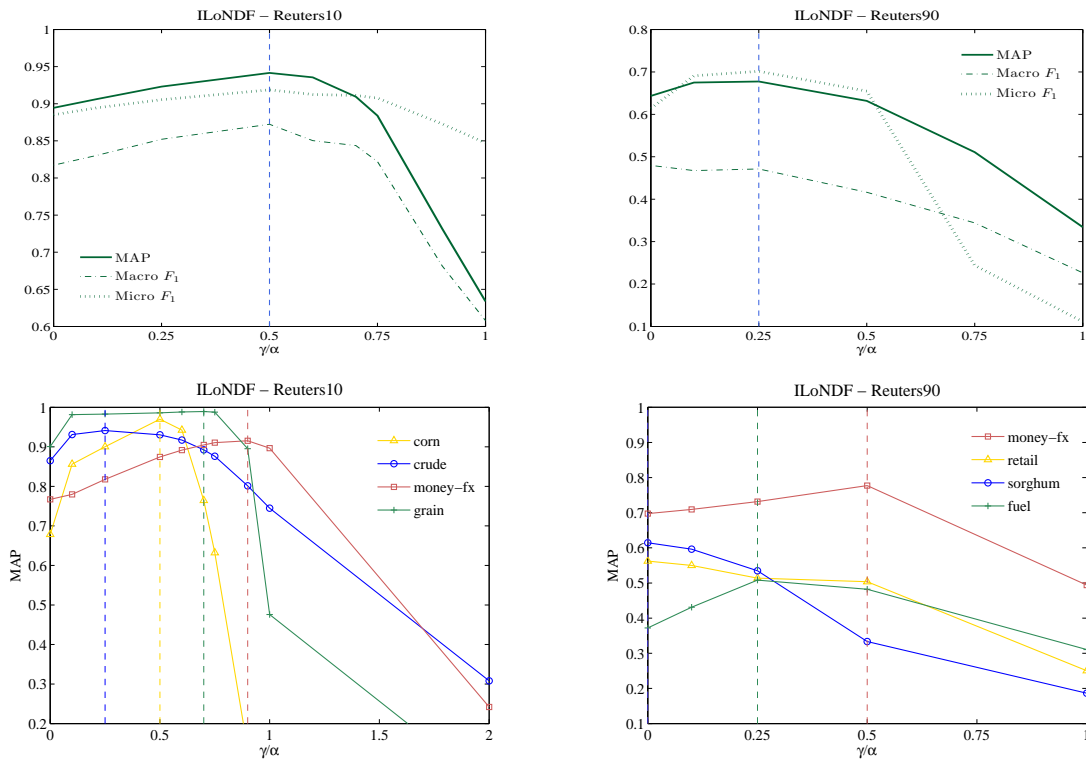 ILoNDF – Reuters10
0.95
0.9
0.85
0.8
0.75
0.7
0.65
0.6
MAP
Macro F₁
Micro F₁
0 0.25 0.5 0.75 1
γ/α
ILoNDF – Reuters90
0.8
0.7
0.6
0.5
0.4
0.3
0.2
0.1
MAP
Macro F₁
Micro F₁
0 0.25 0.5 0.75 1
γ/α
ILoNDF – Reuters10
1
0.9
0.8
0.7
0.6
0.5
0.4
0.3
0.2
MAP
corn
crude
money−fx
grain
0 0.5 1 1.5 2
γ/α
ILoNDF – Reuters90
1
0.9
0.8
0.7
0.6
0.5
0.4
0.3
0.2
0.1
MAP
money−fx
retail
sorghum
fuel
0 0.25 0.5 0.75 1
γ/α